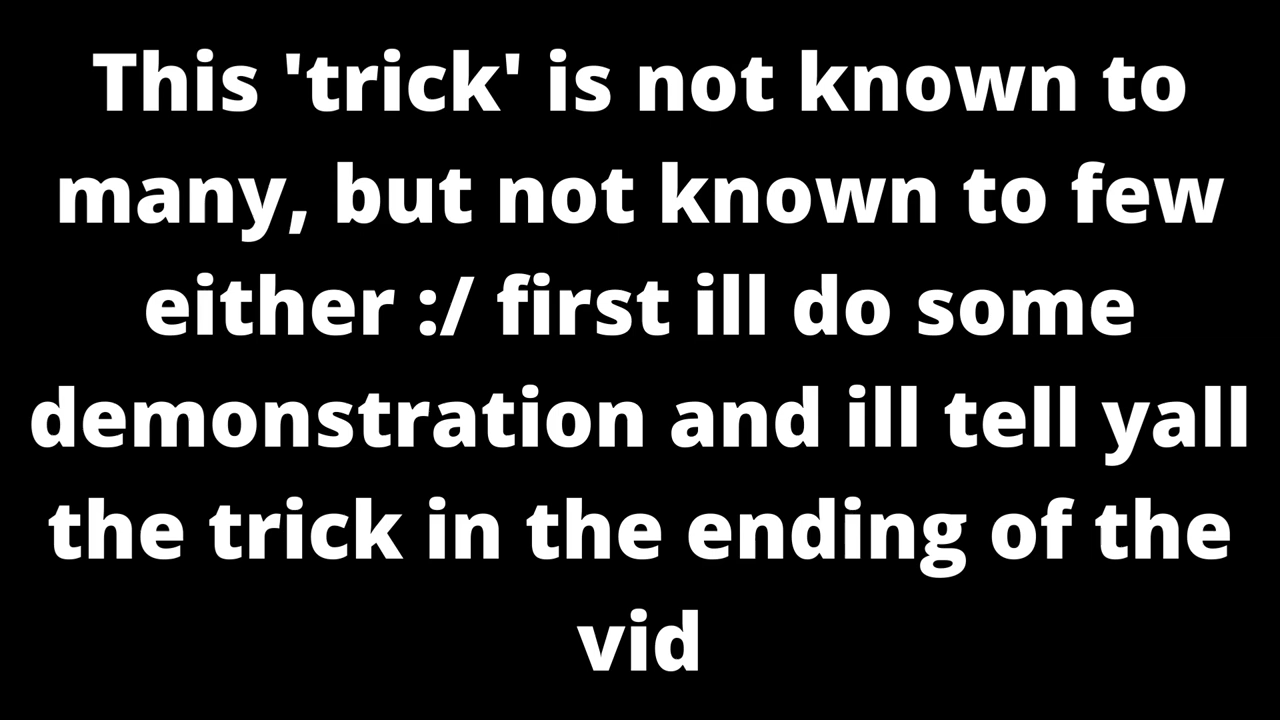 This 'trick' is not known to
many, but not known to few
either :/ first ill do some
demonstration and ill tell yall
the trick in the ending of the
vid